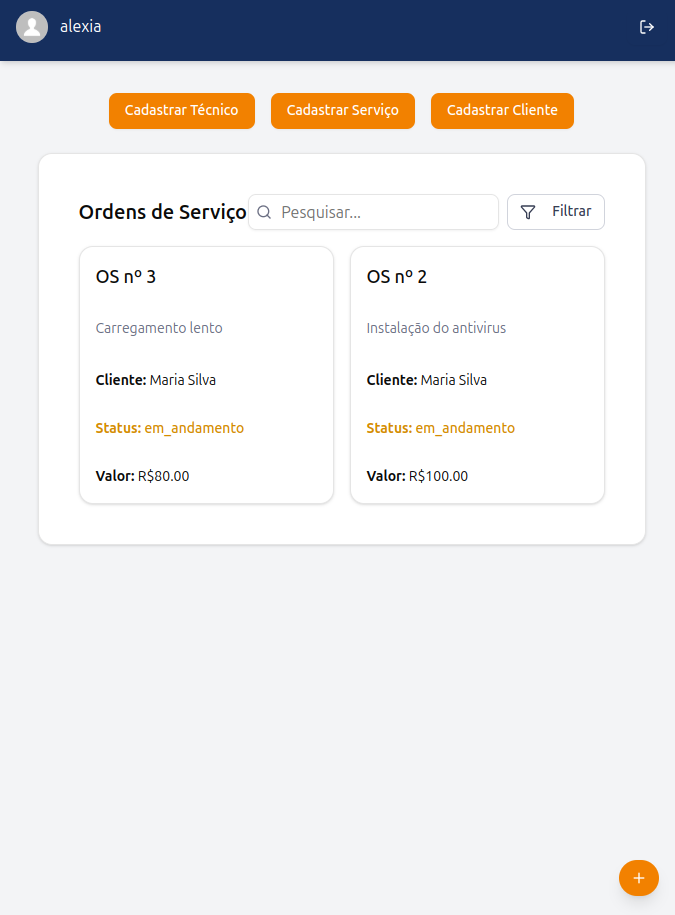 alexia
Cadastrar Técnico
Cadastrar Serviço
Cadastrar Cliente
Ordens de Serviço
Pesquisar...
Filtrar
OS nº 3
Carregamento lento
Cliente: Maria Silva
Status: em_andamento
Valor: R$80.00
OS nº 2
Instalação do antivirus
Cliente: Maria Silva
Status: em_andamento
Valor: R$100.00
+